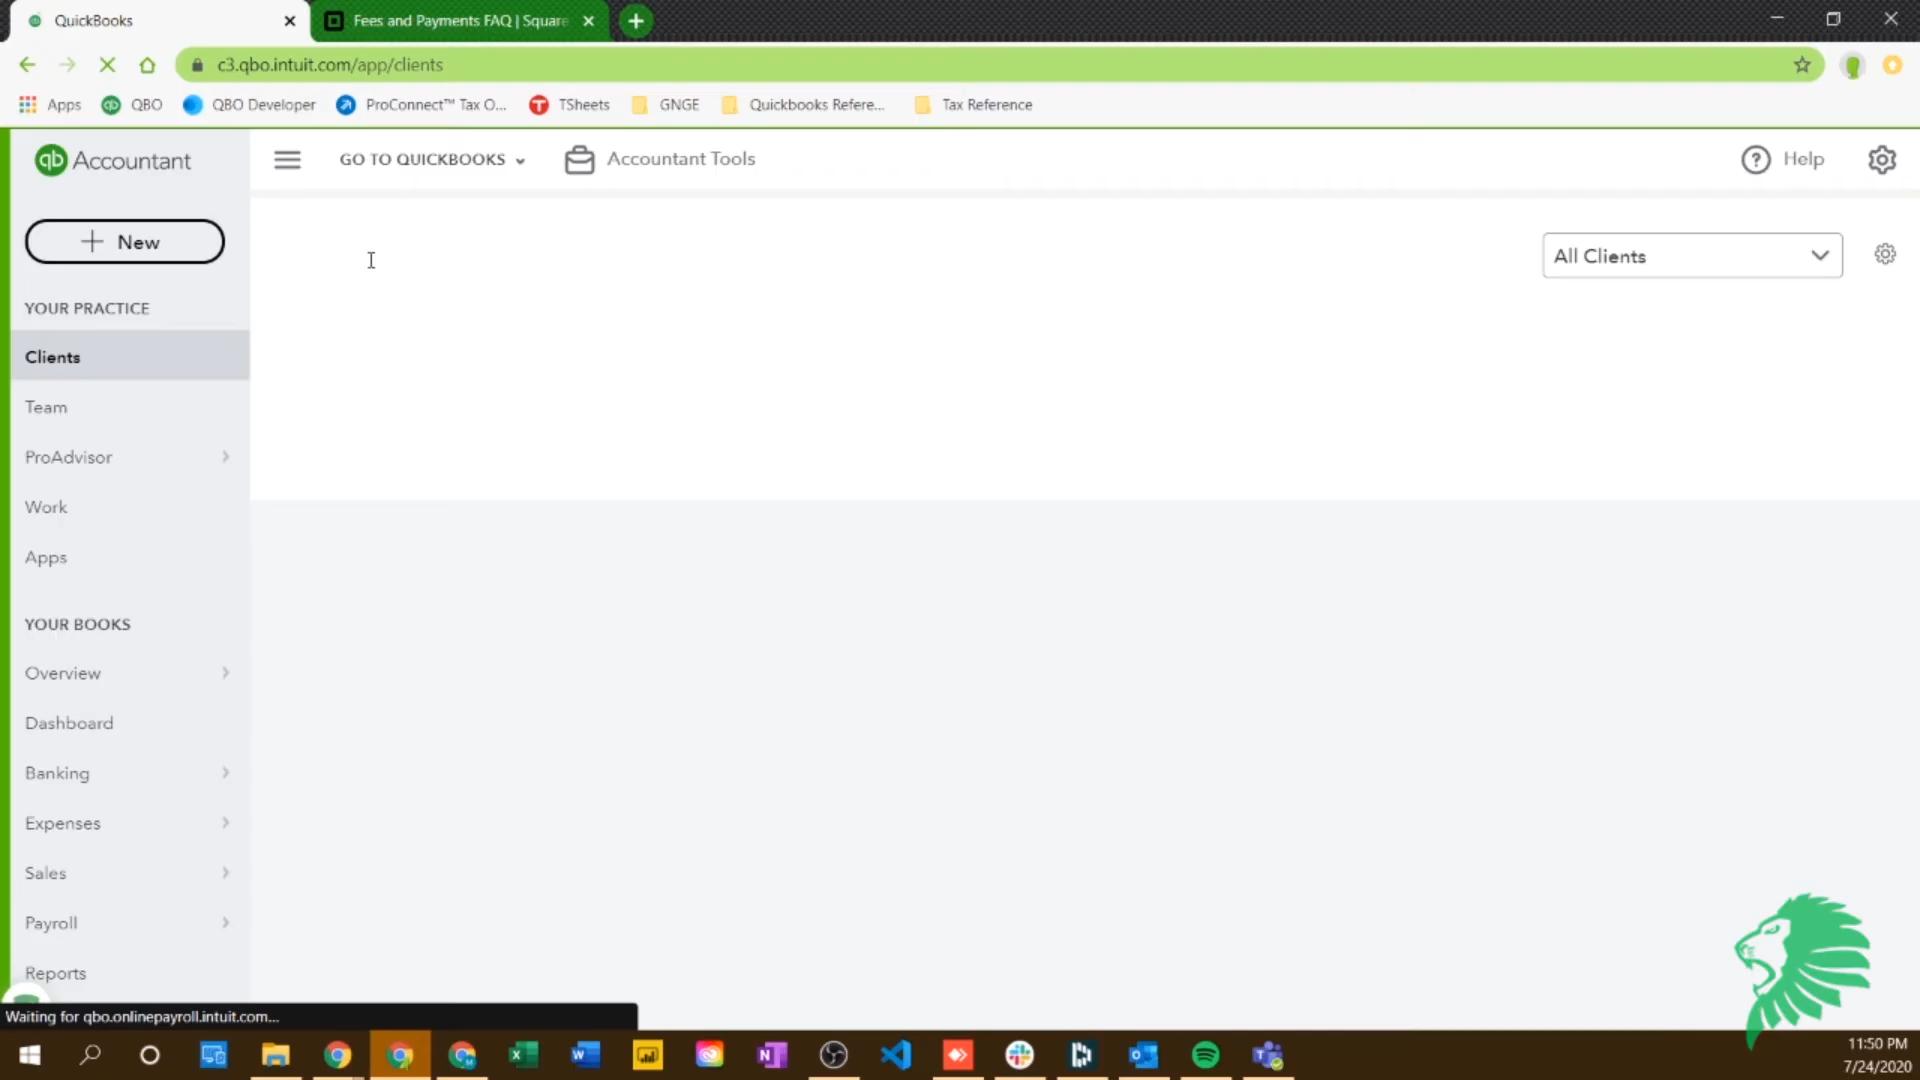 QuickBooks
Fees and Payments FAQ | Square
c3.qbo.intuit.com/app/clients
Apps
QBO
QBO Developer
ProConnect™ Tax O...
TSheets
GNGE
Quickbooks Refere...
Tax Reference
qb Accountant
GO TO QUICKBOOKS
Accountant Tools
Help
New
All Clients
YOUR PRACTICE
Clients
Team
ProAdvisor
Work
Apps
YOUR BOOKS
Overview
Dashboard
Banking
Expenses
Sales
Payroll
Reports
Waiting for qbo.onlinepayroll.intuit.com...
11:50 PM
7/24/2020